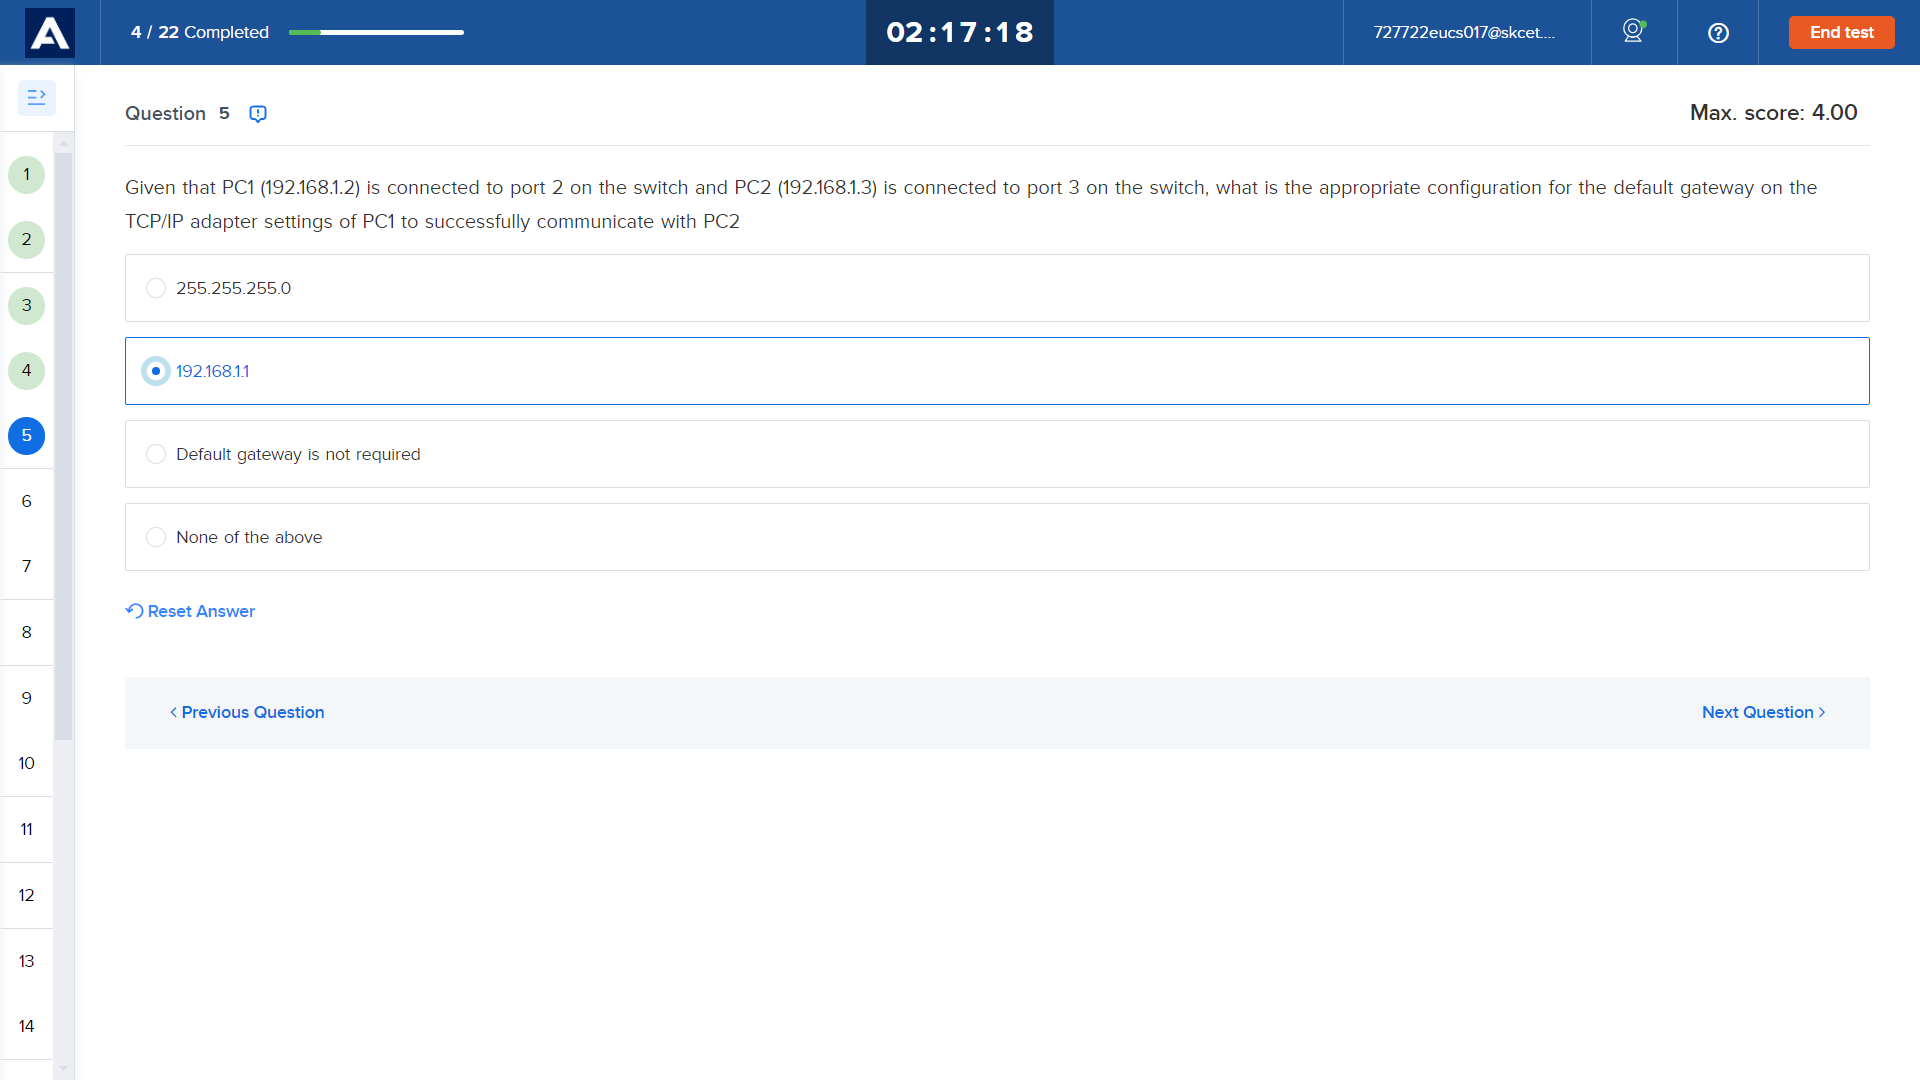 4 / 22 Completed
02:17:18
727722eucs017@skcet....
End test
Question 5
Max. score: 4.00
Given that PC1 (192.168.1.2) is connected to port 2 on the switch and PC2 (192.168.1.3) is connected to port 3 on the switch, what is the appropriate configuration for the default gateway on the
TCP/IP adapter settings of PC1 to successfully communicate with PC2
255.255.255.0
192.168.1.1
Default gateway is not required
None of the above
Reset Answer
< Previous Question
Next Question >
1
2
3
4
5
6
7
8
9
10
11
12
13
14